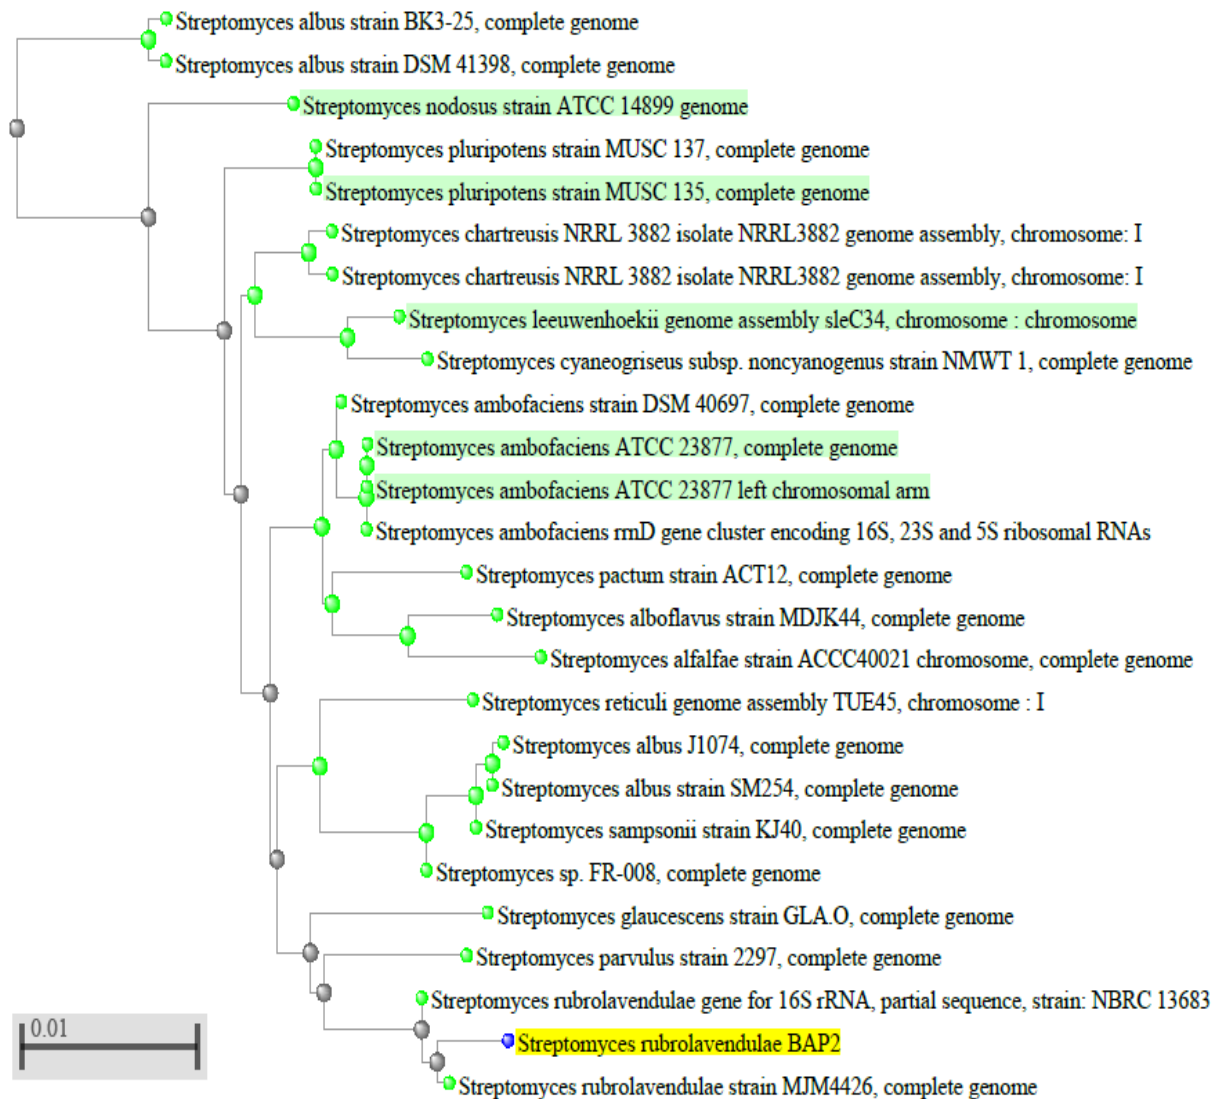 Streptomyces albus strain BK3-25, complete genome
Streptomyces albus strain DSM 41398, complete genome
Streptomyces nodosus strain ATCC 14899 genome
Streptomyces pluripotens strain MUSC 137, complete genome
Streptomyces pluripotens strain MUSC 135, complete genome
Streptomyces chartreusis NRRL 3882 isolate NRRL3882 genome assembly, chromosome: I
Streptomyces chartreusis NRRL 3882 isolate NRRL3882 genome assembly, chromosome: I
Streptomyces leeuwenhoekii genome assembly sleC34, chromosome : chromosome
Streptomyces cyaneogriseus subsp. noncyanogenus strain NMWT 1, complete genome
Streptomyces ambofaciens strain DSM 40697, complete genome
Streptomyces ambofaciens ATCC 23877, complete genome
Streptomyces ambofaciens ATCC 23877 left chromosomal arm
Streptomyces ambofaciens rrnD gene cluster encoding 16S, 23S and 5S ribosomal RNAs
Streptomyces pactum strain ACT12, complete genome
Streptomyces alboflavus strain MDJK44, complete genome
Streptomyces alfalfae strain ACCC40021 chromosome, complete genome
Streptomyces reticuli genome assembly TUE45, chromosome : I
Streptomyces albus J1074, complete genome
Streptomyces albus strain SM254, complete genome
Streptomyces sampsonii strain KJ40, complete genome
Streptomyces sp. FR-008, complete genome
Streptomyces glaucescens strain GLA.O, complete genome
Streptomyces parvulus strain 2297, complete genome
Streptomyces rubrolavendulae gene for 16S rRNA, partial sequence, strain: NBRC 13683
0.01
Streptomyces rubrolavendulae BAP2
Streptomyces rubrolavendulae strain MJM4426, complete genome